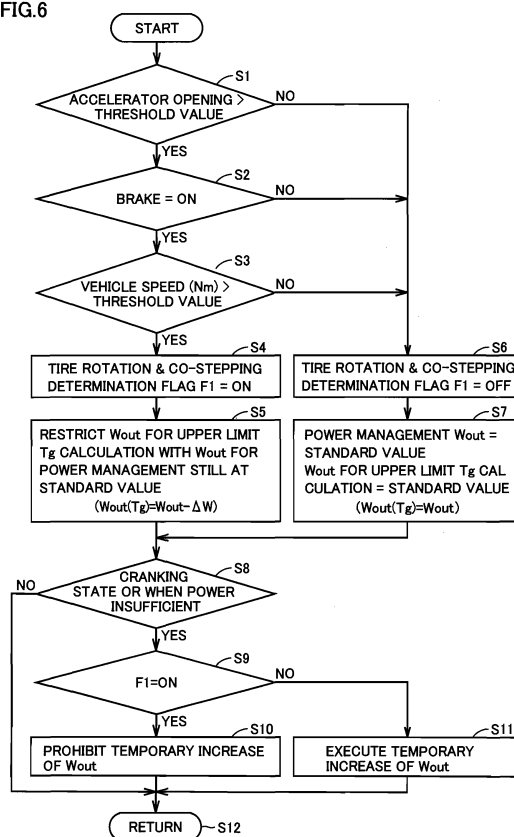 FIG.6
START
S1
ACCELERATOR OPENING >
THRESHOLD VALUE
NO
YES
S2
BRAKE = ON
NO
YES
S3
VEHICLE SPEED (Nm) >
THRESHOLD VALUE
NO
YES
S4
TIRE ROTATION & CO-STEPPING
DETERMINATION FLAG F1 = ON
S6
TIRE ROTATION & CO-STEPPING
DETERMINATION FLAG F1 = OFF
S5
RESTRICT Wout FOR UPPER LIMIT
Tg CALCULATION WITH Wout FOR
POWER MANAGEMENT STILL AT
STANDARD VALUE
(Wout(Tg)=Wout-ΔW)
S7
POWER MANAGEMENT Wout =
STANDARD VALUE
Wout FOR UPPER LIMIT Tg CAL
CULATION = STANDARD VALUE
(Wout(Tg)=Wout)
S8
CRANKING
STATE OR WHEN POWER
INSUFFICIENT
NO
YES
S9
F1=ON
NO
YES
S10
PROHIBIT TEMPORARY INCREASE
OF Wout
S11
EXECUTE TEMPORARY
INCREASE OF Wout
RETURN
S12